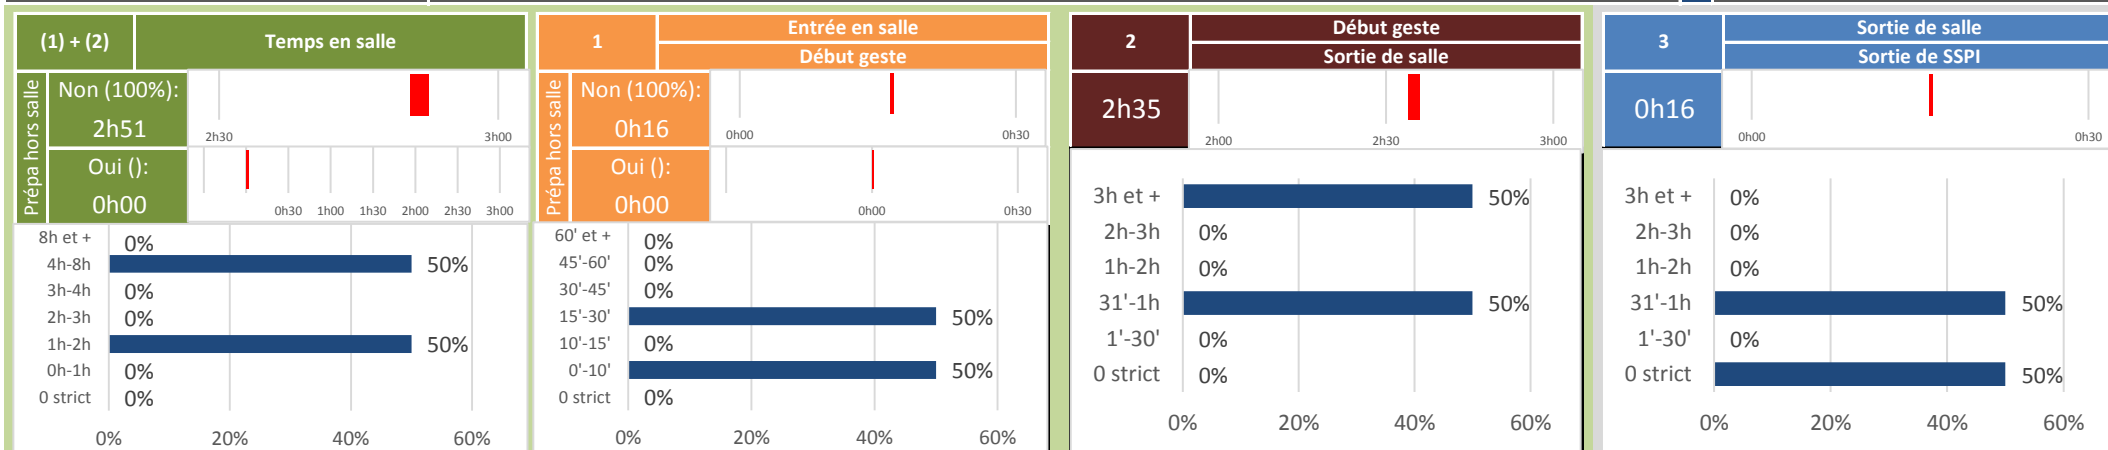 (1) + (2)
Temps en salle
Prépa hors salle
Non (100%):
2h51
2h30
3h00
Oui ():
0h00
0h30
1h00
1h30
2h00
2h30
3h00
8h et +
0%
4h-8h
50%
3h-4h
0%
2h-3h
0%
1h-2h
50%
0h-1h
0%
0 strict
0%
0%
20%
40%
60%
1
Entrée en salle
Début geste
Prépa hors salle
Non (100%):
0h16
0h00
0h30
Oui ():
0h00
0h00
0h30
60' et +
0%
45'-60'
0%
30'-45'
0%
15'-30'
50%
10'-15'
0%
0'-10'
50%
0 strict
0%
0%
20%
40%
60%
2
Début geste
Sortie de salle
2h35
2h00
2h30
3h00
3h et +
50%
2h-3h
0%
1h-2h
0%
31'-1h
50%
1'-30'
0%
0 strict
0%
0%
20%
40%
60%
3
Sortie de salle
Sortie de SSPI
0h16
0h00
0h30
3h et +
0%
2h-3h
0%
1h-2h
0%
31'-1h
50%
1'-30'
0%
0 strict
50%
0%
20%
40%
60%